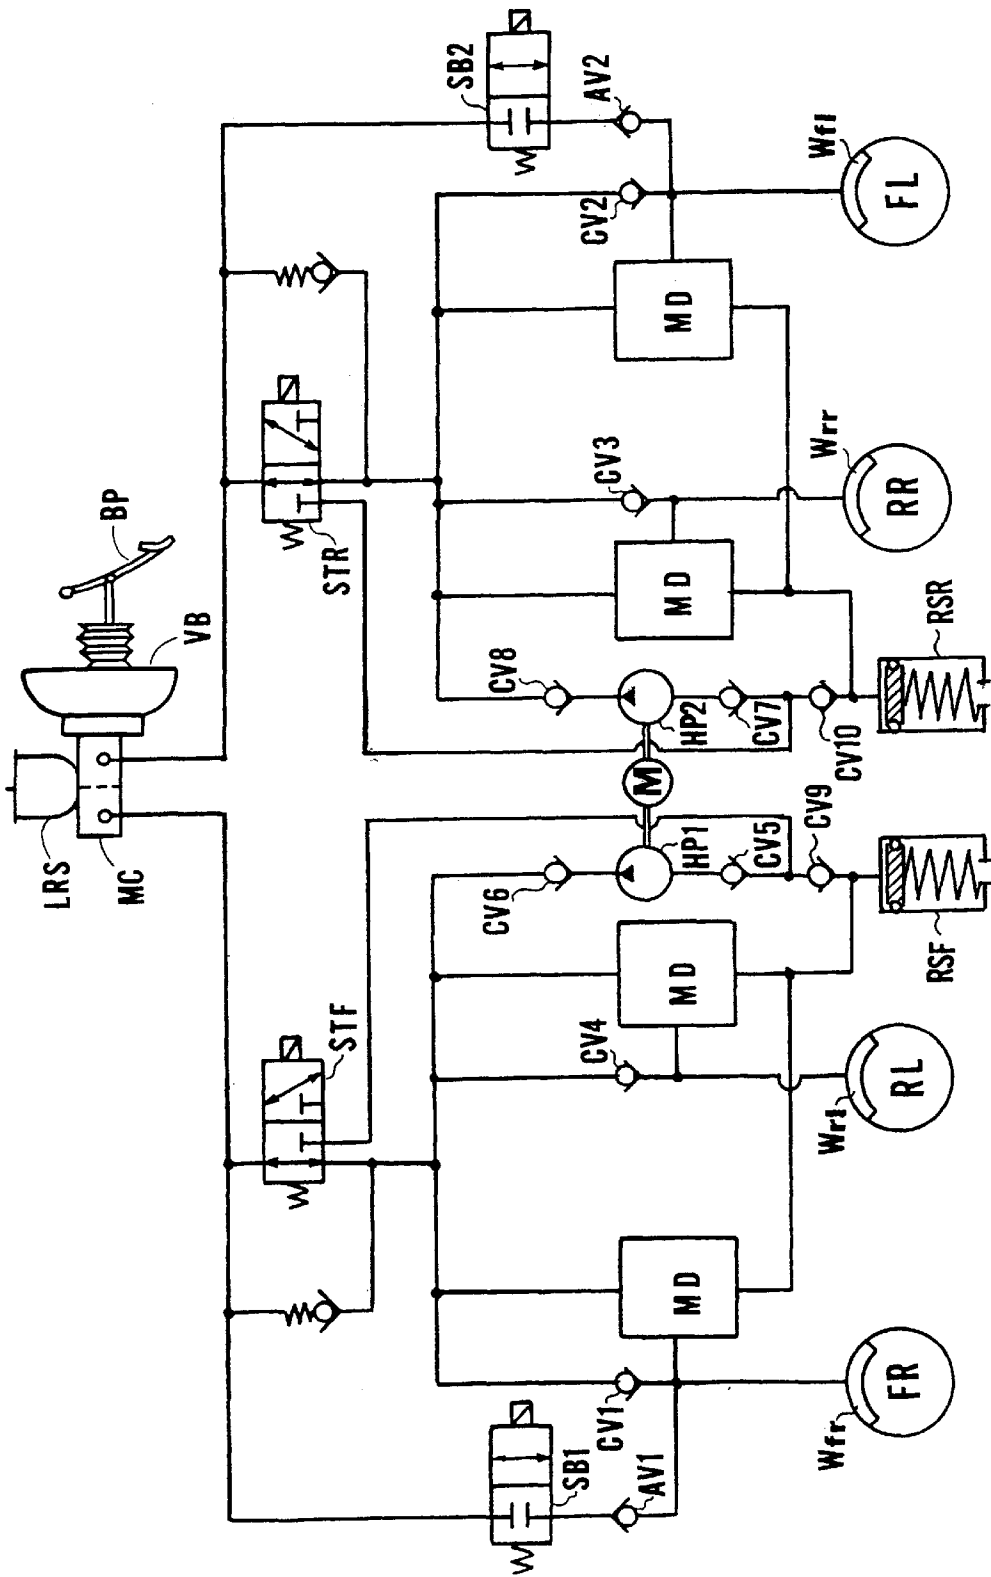 LRS
MC
VB
BP
STF
STR
SB1
SB2
AV1
AV2
CV1
CV4
CV6
CV8
CV3
CV2
MD
MD
MD
MD
HP1
M
HP2
CV5
CV7
CV9
CV10
RSF
RSR
Wfr
FR
Wrl
RL
Wrr
RR
Wfl
FL